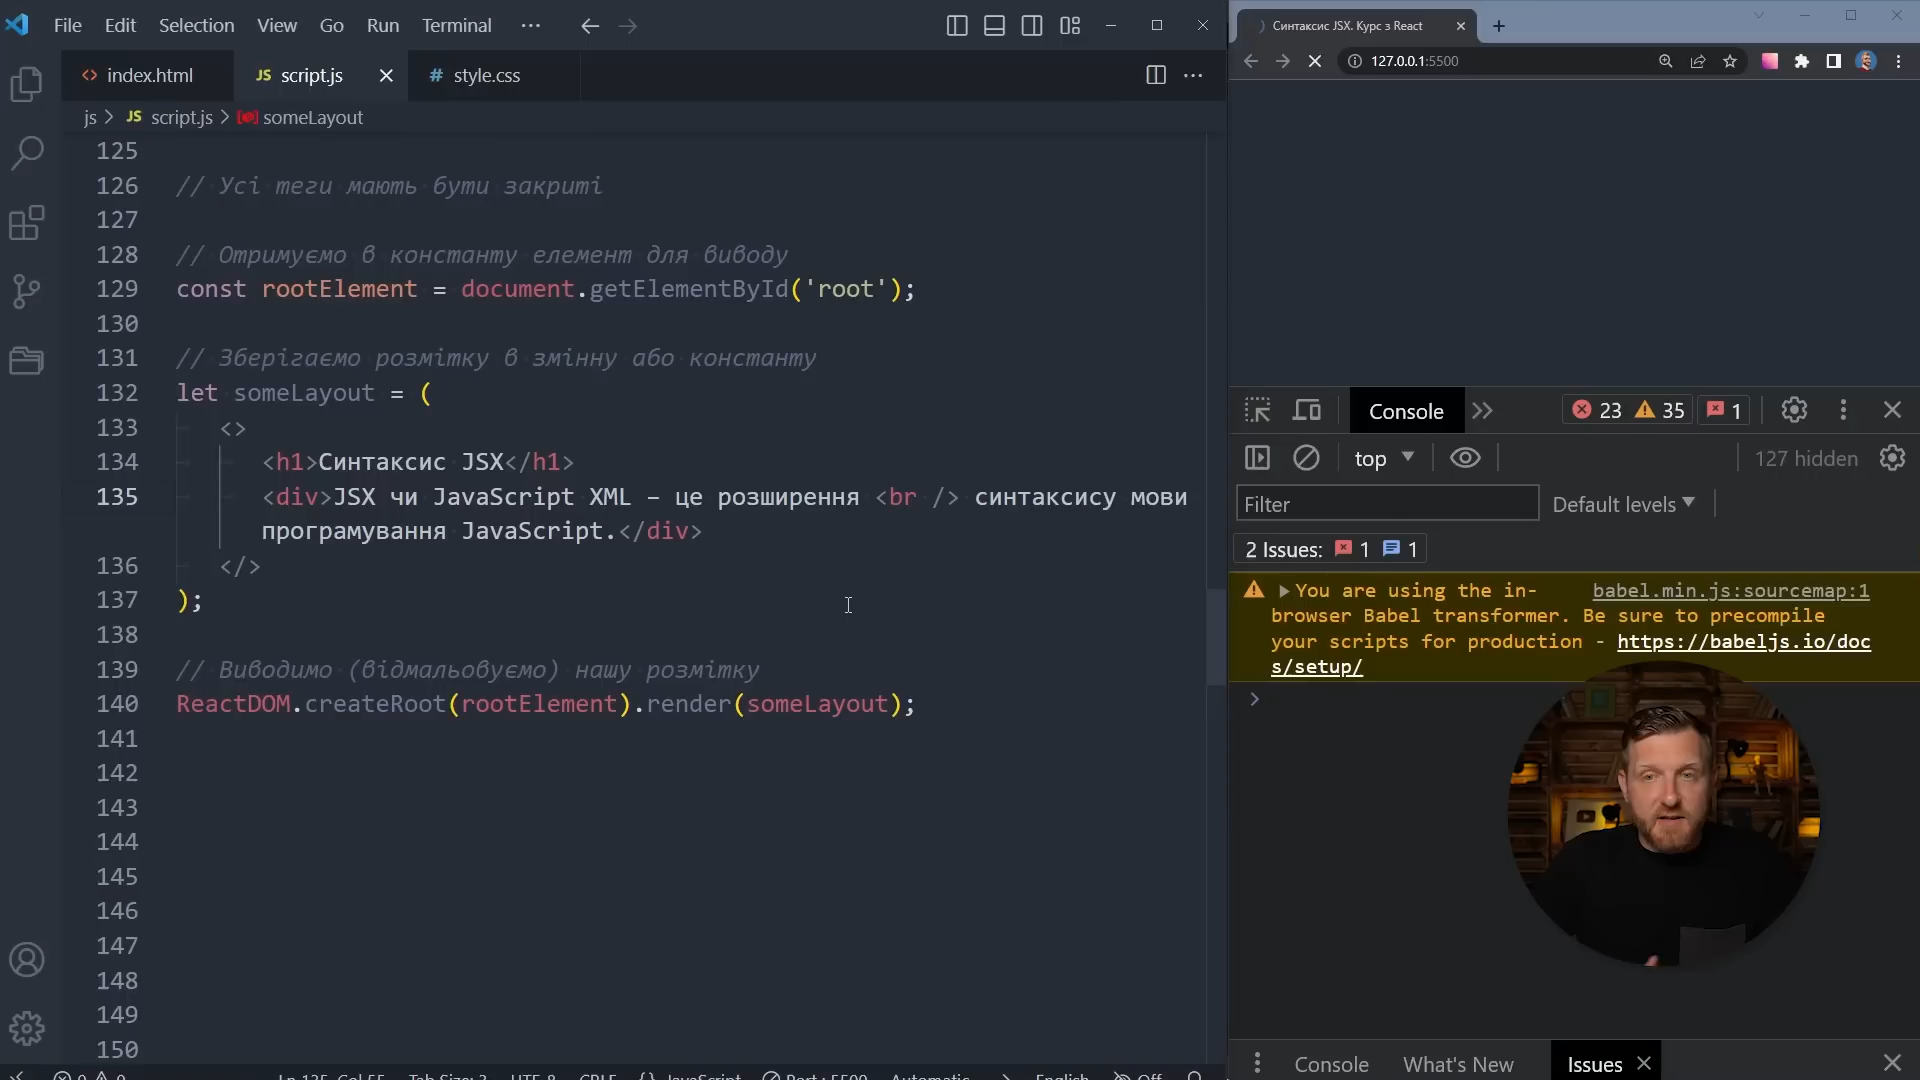 File Edit Selection View Go Run Terminal ···
index.html
JS script.js
# style.css
js > JS script.js > someLayout
125
126 // Усі теги мають бути закриті
127
128 // Отримуємо в константу елемент для виводу
129 const rootElement = document.getElementById('root');
130
131 // Зберігаємо розмітку в змінну або константу
132 let someLayout = (
133 <>
134 <h1>Синтаксис JSX</h1>
135 <div>JSX чи JavaScript XML – це розширення <br /> синтаксису мови
програмування JavaScript.</div>
136 </>
137 );
138
139 // Виводимо (відмальовуємо) нашу розмітку
140 ReactDOM.createRoot(rootElement).render(someLayout);
141
142
143
144
145
146
147
148
149
150
Синтаксис JSX. Курс з React
127.0.0.1:5500
Console
23 35 1
top
127 hidden
Filter
Default levels
2 Issues: 1 1
You are using the in- babel.min.js:sourcemap:1
browser Babel transformer. Be sure to precompile
your scripts for production - https://babeljs.io/doc
s/setup/
Console What's New Issues